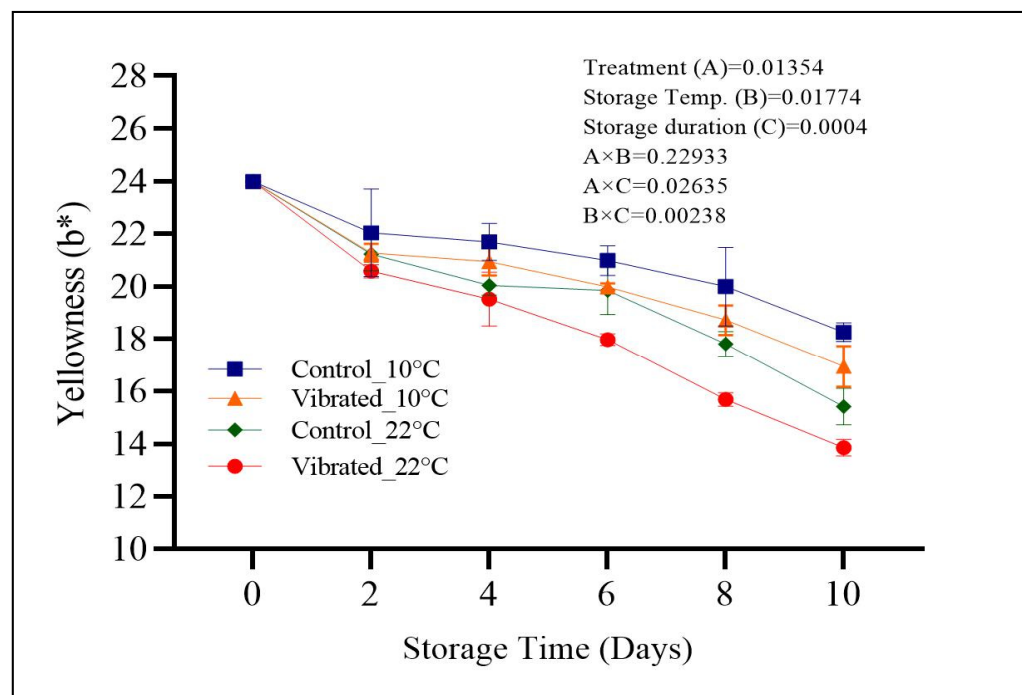 Treatment (A)=0.01354
Storage Temp. (B)=0.01774
Storage duration (C)=0.0004
A×B=0.22933
A×C=0.02635
B×C=0.00238
28
26
24
22
20
18
16
14
12
10
Yellowness (b*)
Control_10°C
Vibrated_10°C
Control_22°C
Vibrated_22°C
0 2 4 6 8 10
Storage Time (Days)